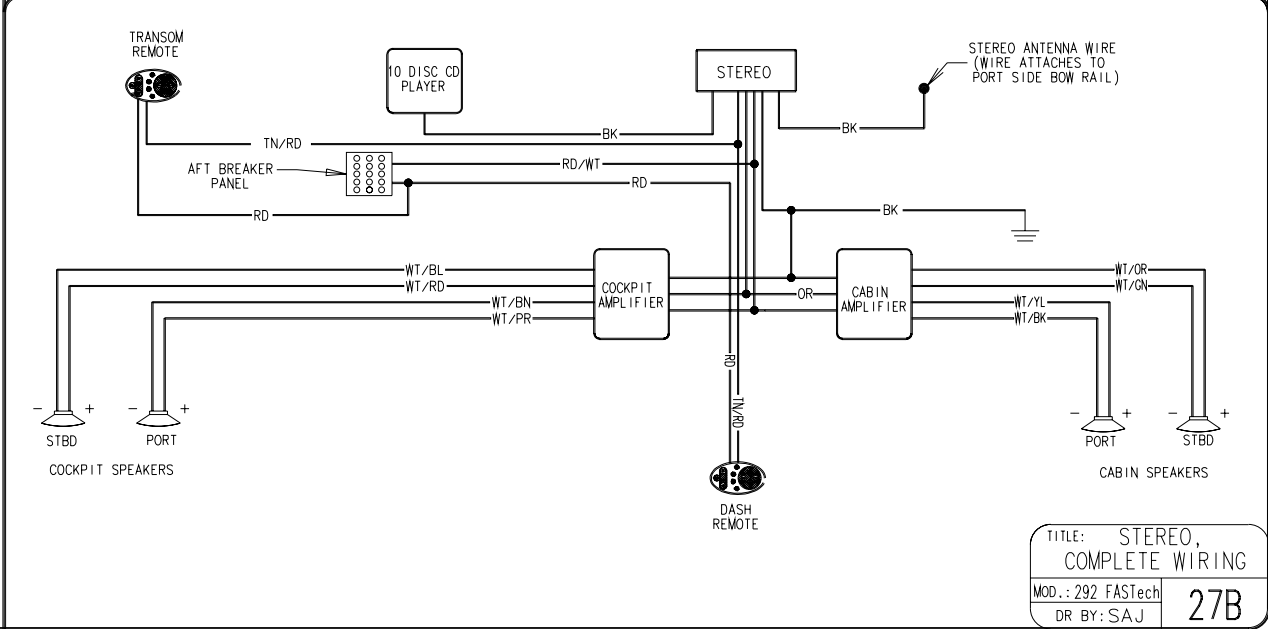 TRANSOM
REMOTE
10 DISC CD
PLAYER
STEREO
STEREO ANTENNA WIRE
(WIRE ATTACHES TO
PORT SIDE BOW RAIL)
BK
BK
TN/RD
AFT BREAKER
PANEL
RD/WT
RD
RD
BK
WT/BL
WT/RD
WT/BN
WT/PR
COCKPIT
AMPLIFIER
OR
CABIN
AMPLIFIER
WT/OR
WT/GN
WT/YL
WT/BK
RD
TN/RD
- +
STBD
- +
PORT
COCKPIT SPEAKERS
- +
PORT
- +
STBD
CABIN SPEAKERS
DASH
REMOTE
TITLE: STEREO,
COMPLETE WIRING
MOD.: 292 FASTech
DR BY: SAJ
27B